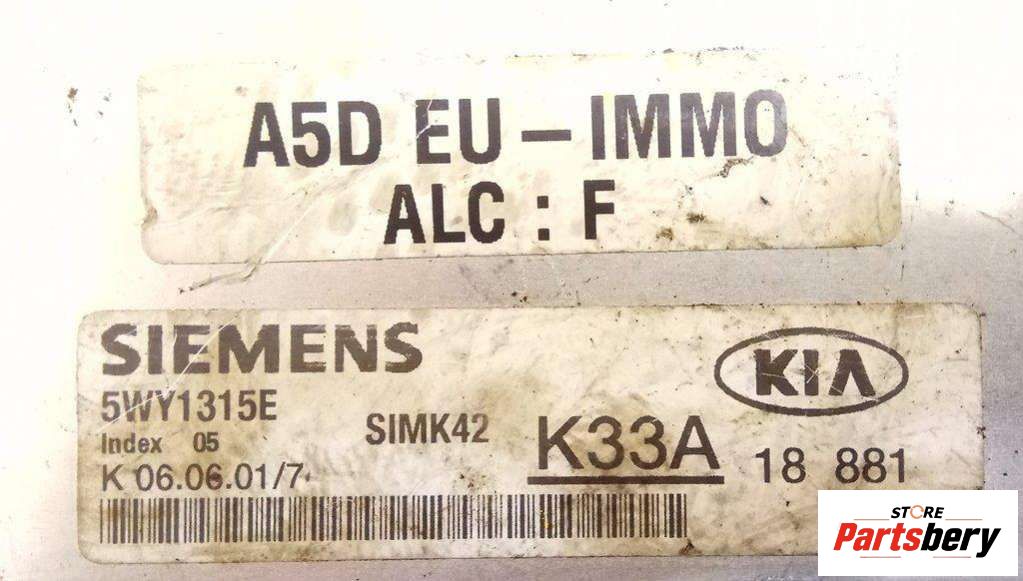 A5D EU – IMMO
ALC : F
SIEMENS
KIA
5WY1315E
Index 05
SIMK42
K33A
18 881
K 06.06.01/7
STORE
Partsbery